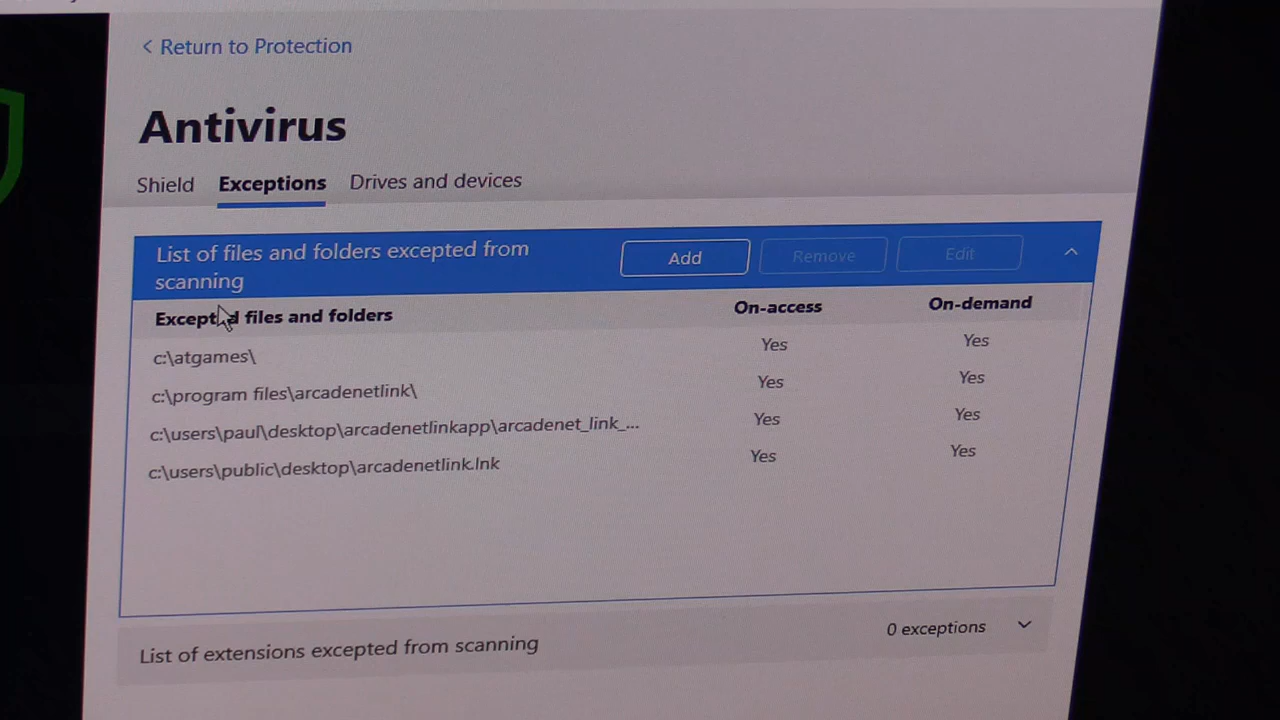 < Return to Protection
Antivirus
Shield Exceptions Drives and devices
List of files and folders excepted from
scanning
Add Remove Edit
Excepted files and folders On-access On-demand
c:\atgames\ Yes Yes
c:\program files\arcadenetlink\ Yes Yes
c:\users\paul\desktop\arcadenetlinkapp\arcadenet_link_... Yes Yes
c:\users\public\desktop\arcadenetlink.lnk Yes Yes
List of extensions excepted from scanning 0 exceptions